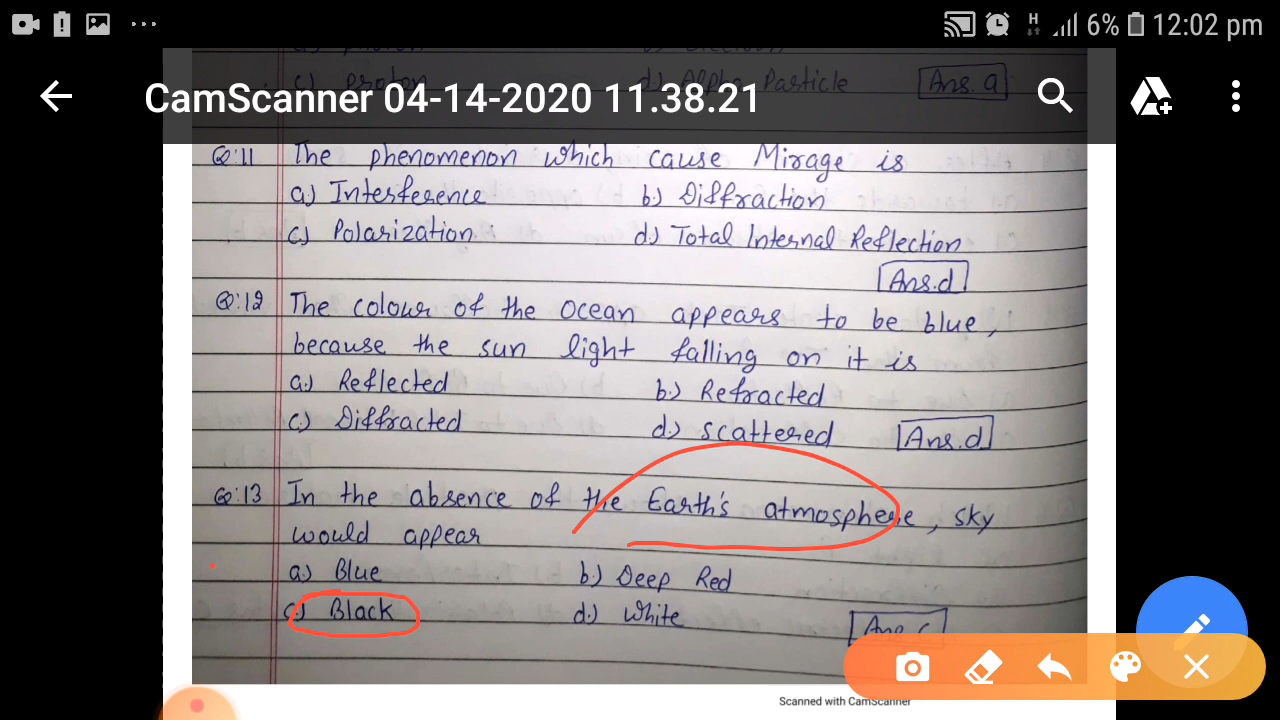 H 6% 12:02 pm
CamScanner 04-14-2020 11.38.21
c) proton d.) Alpha Particle Ans. a
Q:11 The phenomenon which cause Mirage is
a.) Interference b.) Diffraction
c.) Polarization d.) Total Internal Reflection
Ans.d
Q:12 The colour of the ocean appears to be blue,
because the sun light falling on it is
a.) Reflected b.) Refracted
c.) Diffracted d.) scattered Ans.d
Q:13 In the absence of the Earth's atmosphere, sky
would appear
a.) Blue b.) Deep Red
c.) Black d.) White Ans.c
Scanned with CamScanner